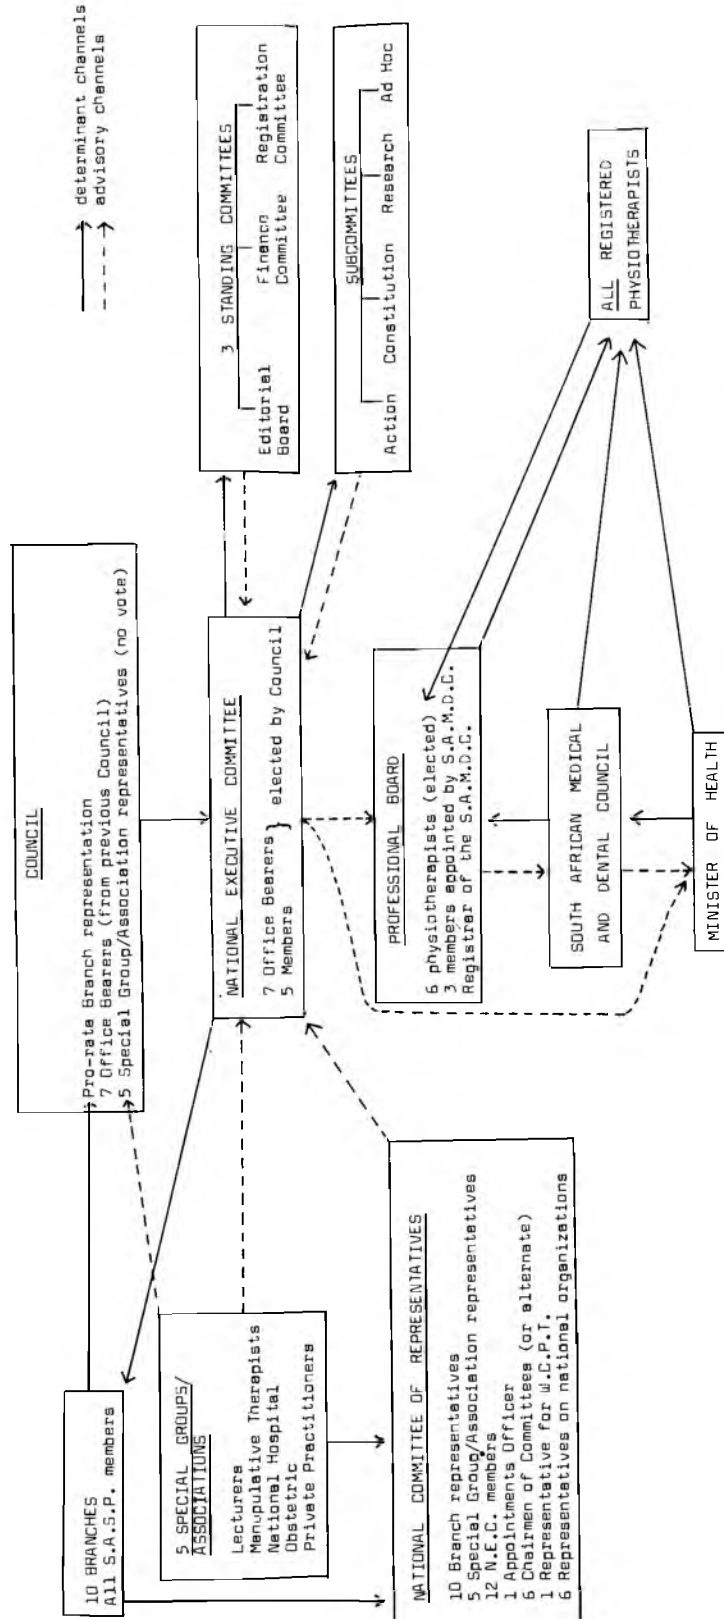 determinant channels
advisory channels
COUNCIL
Pro-rata Branch representation
7 Office Bearers (from previous Council)
5 Special Group/Association representatives (no vote)
10 BRANCHES
All S.A.S.P. members
5 SPECIAL GROUPS/
ASSOCIATIONS
Lecturers
Manupulative Therapists
National Hospital
Obstetric
Private Practitioners
NATIONAL EXECUTIVE COMMITTEE
7 Office Bearers } elected by Council
5 Members
3 STANDING COMMITTEES
Editorial Finance Registration
Board Committee Committee
SUBCOMMITTEES
Action Constitution Research Ad Hoc
NATIONAL COMMITTEE OF REPRESENTATIVES
10 Branch representatives
5 Special Group/Association representatives
12 N.E.C. members
1 Appointments Officer
6 Chairmen of Committees (or alternate)
1 Representative for W.C.P.T.
6 Representatives on national organizations
PROFESSIONAL BOARD
6 physiotherapists (elected)
3 members appointed by S.A.M.D.C.
Registrar of the S.A.M.D.C.
SOUTH AFRICAN MEDICAL
AND DENTAL COUNCIL
MINISTER OF HEALTH
ALL REGISTERED
PHYSIOTHERAPISTS